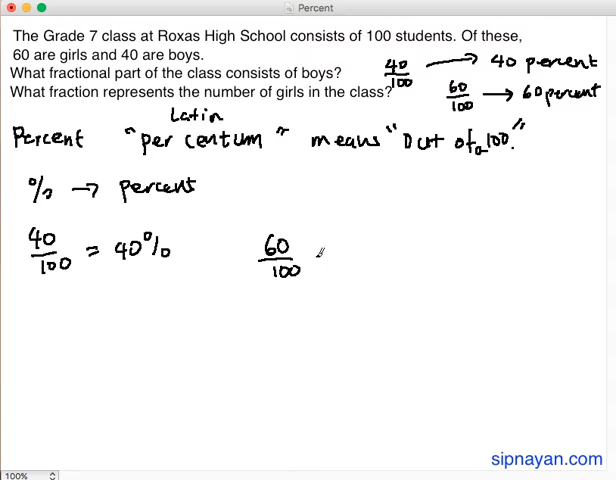 Percent
The Grade 7 class at Roxas High School consists of 100 students. Of these,
60 are girls and 40 are boys.
What fractional part of the class consists of boys? 40/100 → 40 percent
What fraction represents the number of girls in the class? 60/100 → 60 percent
Latin
Percent "per centum" means "out of a 100."
% → percent
40/100 = 40% 60/100
sipnayan.com
100%